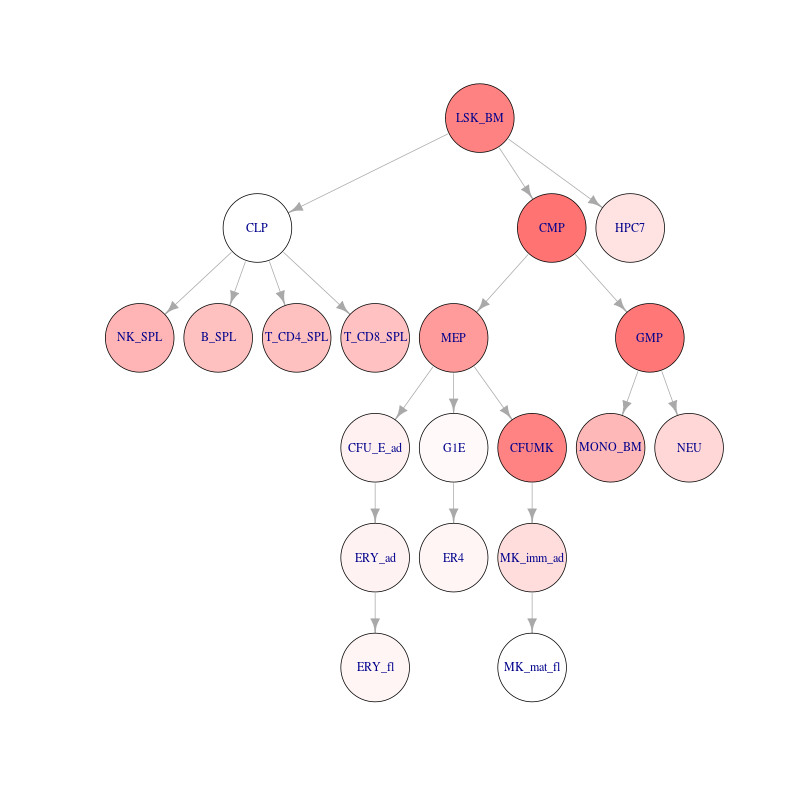 LSK_BM
CLP
CMP
HPC7
NK_SPL
B_SPL
T_CD4_SPL
T_CD8_SPL
MEP
GMP
CFU_E_ad
G1E
CFUMK
MONO_BM
NEU
ERY_ad
ER4
MK_imm_ad
ERY_fl
MK_mat_fl